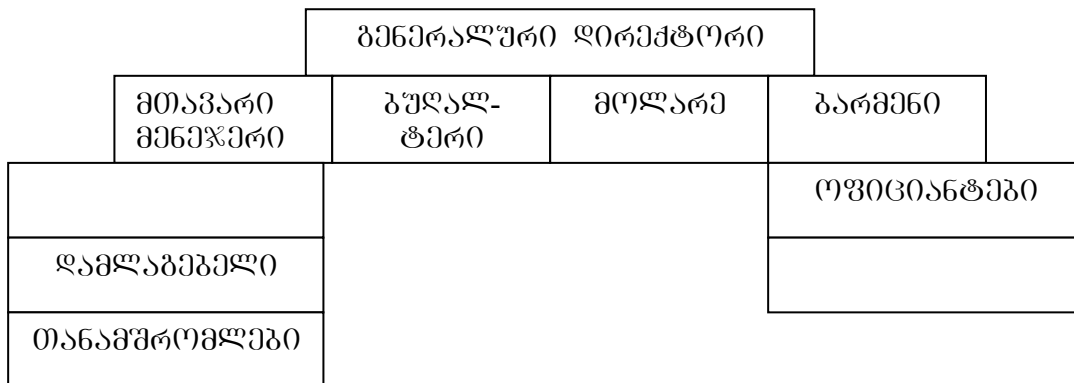 გენერალური დირექტორი
მთავარი
მენეჯერი
ბუღალ-
ტერი
მოლარე
ბარმენი
ოფიციანტები
დამლაგებელი
თანამშრომლები